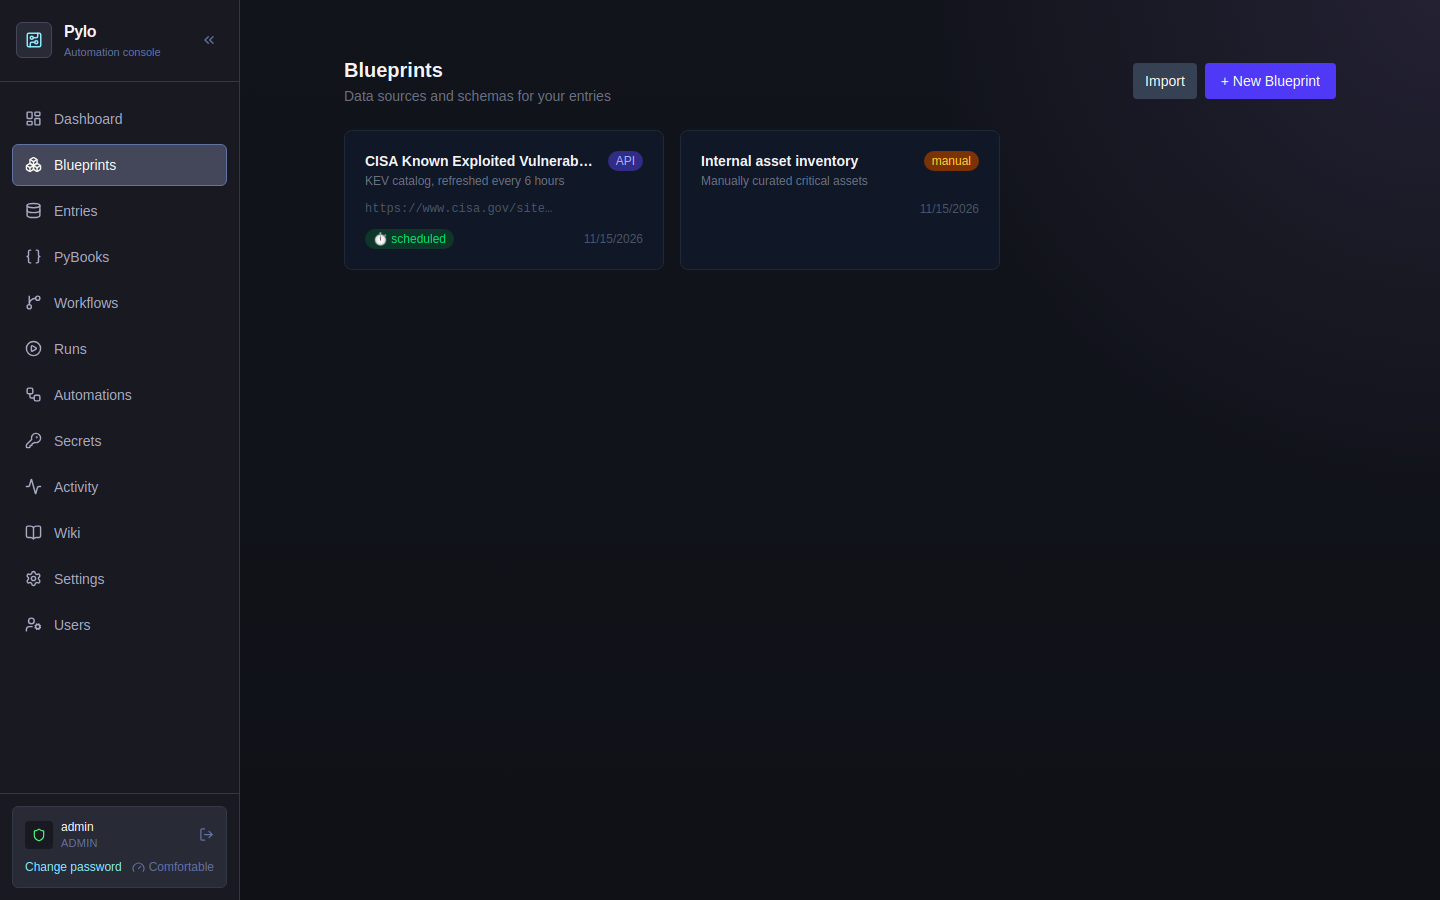 Pylo
Automation console
Dashboard
Blueprints
Entries
PyBooks
Workflows
Runs
Automations
Secrets
Activity
Wiki
Settings
Users
admin
ADMIN
Change password
Comfortable
Blueprints
Data sources and schemas for your entries
Import
+ New Blueprint
CISA Known Exploited Vulnerab… API
KEV catalog, refreshed every 6 hours
https://www.cisa.gov/site…
⏱️ scheduled 11/15/2026
Internal asset inventory manual
Manually curated critical assets
11/15/2026